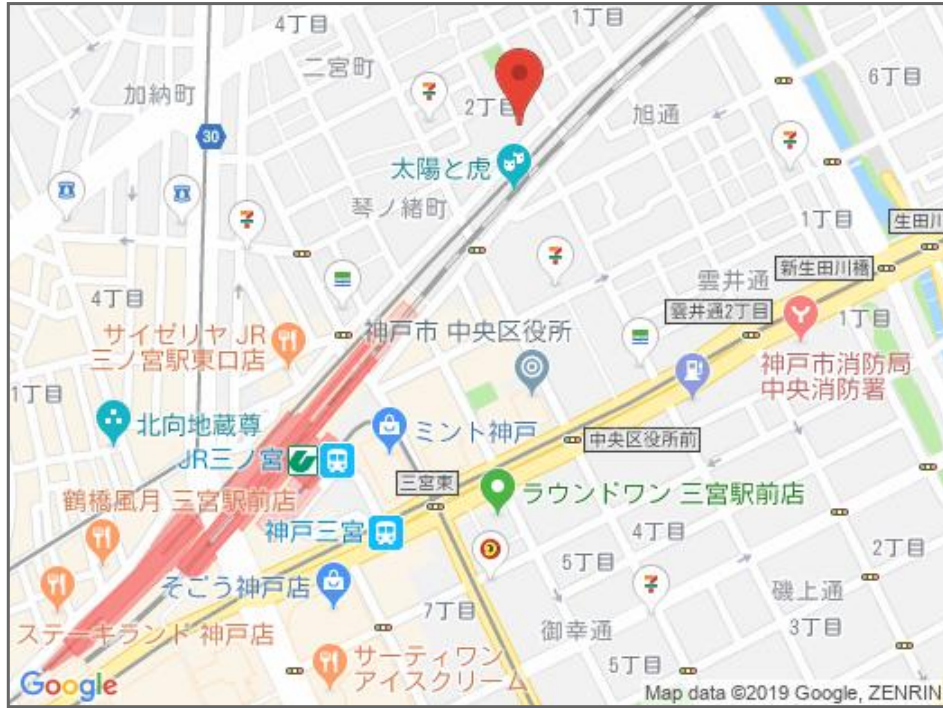 4丁目
1丁目
二宮町
加納町
2丁目
6丁目
旭通
30
太陽と虎
琴ノ緒町
1丁目
生田川
雲井通
新生田川橋
4丁目
雲井通2丁目
1丁目
サイゼリヤ JR
三ノ宮駅東口店
神戸市 中央区役所
神戸市消防局
中央消防署
1丁目
北向地蔵尊
ミント神戸
中央区役所前
JR三ノ宮
三宮東
ラウンドワン 三宮駅前店
鶴橋風月 三宮駅前店
神戸三宮
4丁目
5丁目
2丁目
そごう神戸店
磯上通
7丁目
御幸通
3丁目
ステーキランド 神戸店
サーティワン
アイスクリーム
5丁目
Google
Map data ©2019 Google, ZENRIN